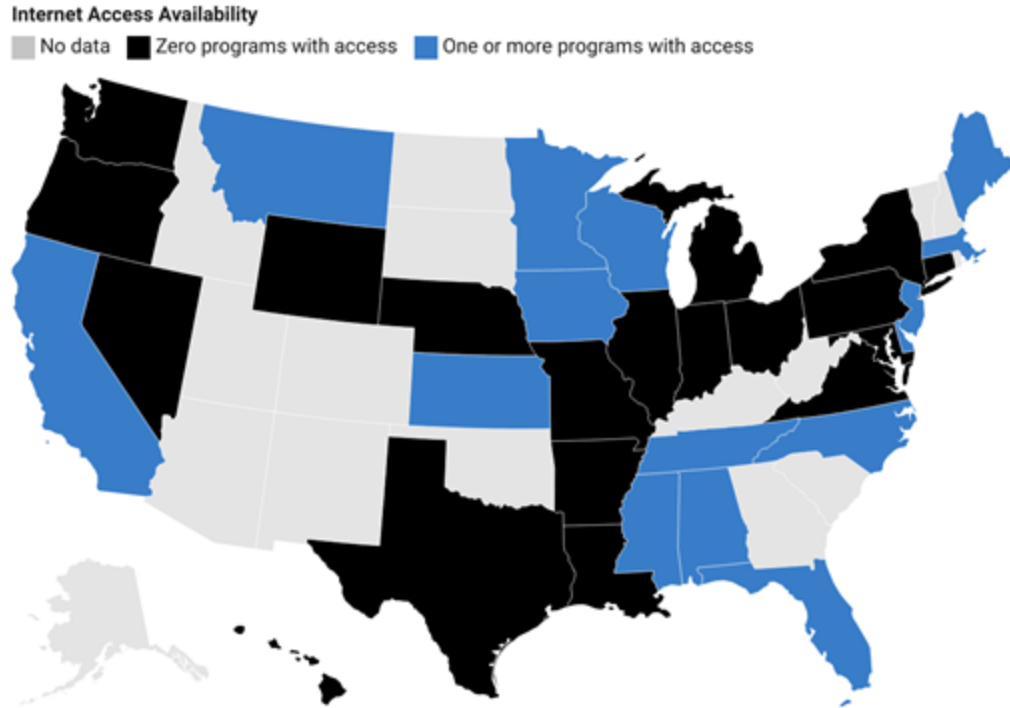 Internet Access Availability
No data Zero programs with access One or more programs with access